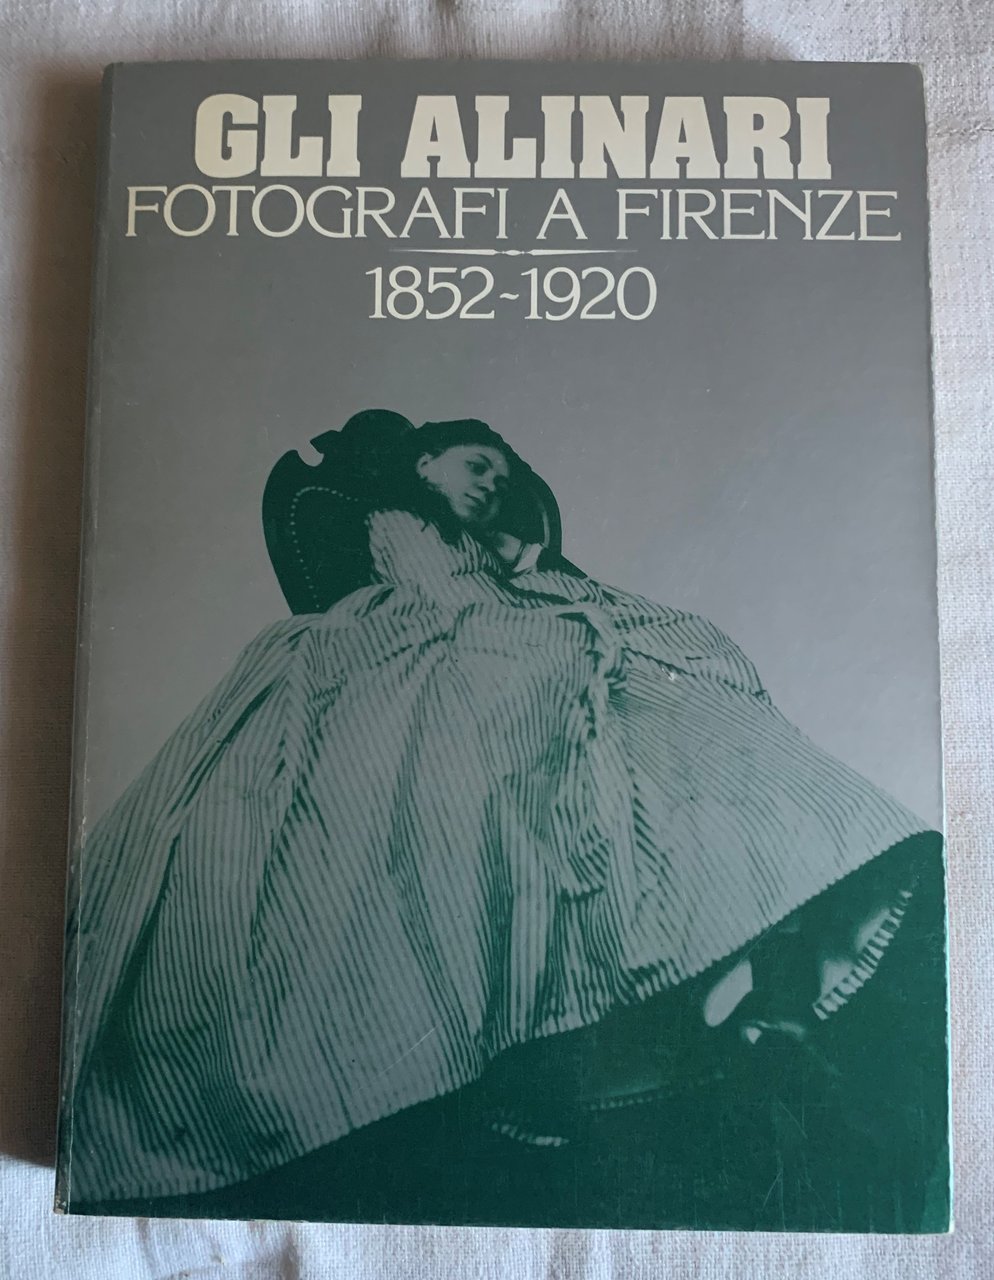 GLI ALINARI
FOTOGRAFI A FIRENZE
1852~1920